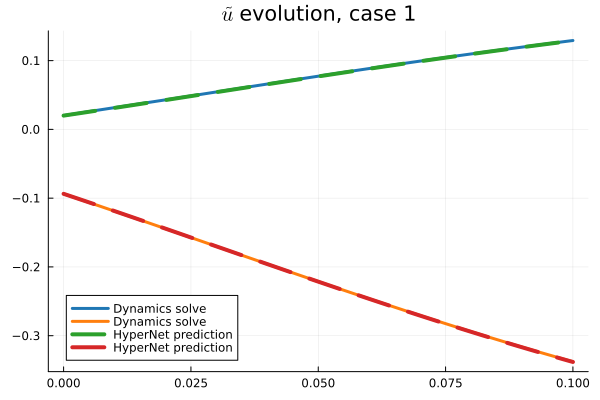 ũ evolution, case 1
0.1
0.0
−0.1
−0.2
−0.3
Dynamics solve
Dynamics solve
HyperNet prediction
HyperNet prediction
0.000 0.025 0.050 0.075 0.100